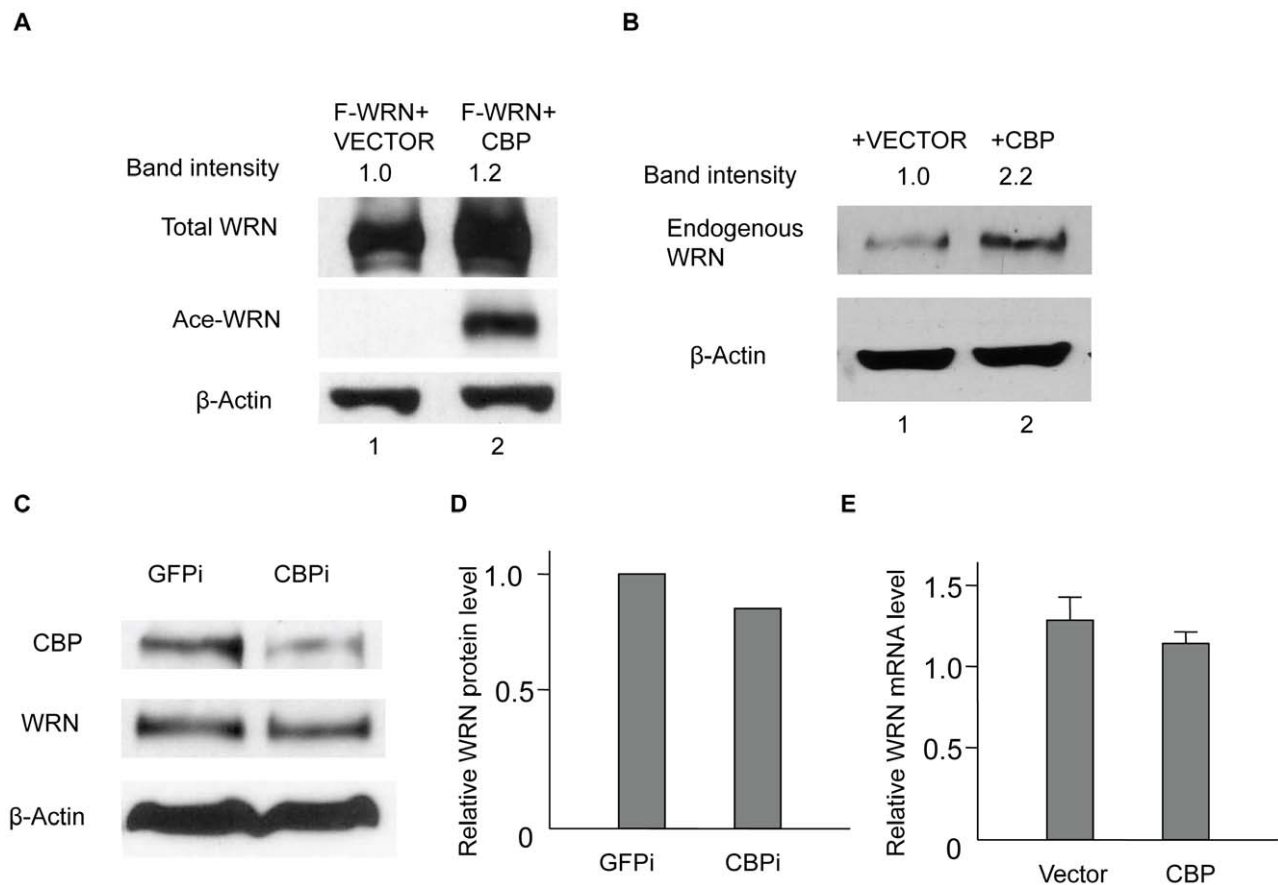 A
F-WRN+ F-WRN+
VECTOR CBP
Band intensity 1.0 1.2
Total WRN
Ace-WRN
β-Actin
1 2
B
+VECTOR +CBP
Band intensity 1.0 2.2
Endogenous
WRN
β-Actin
1 2
C
GFPi CBPi
CBP
WRN
β-Actin
D
Relative WRN protein level
1.0
0.5
0
GFPi CBPi
E
Relative WRN mRNA level
1.5
1.0
0.5
0
Vector CBP